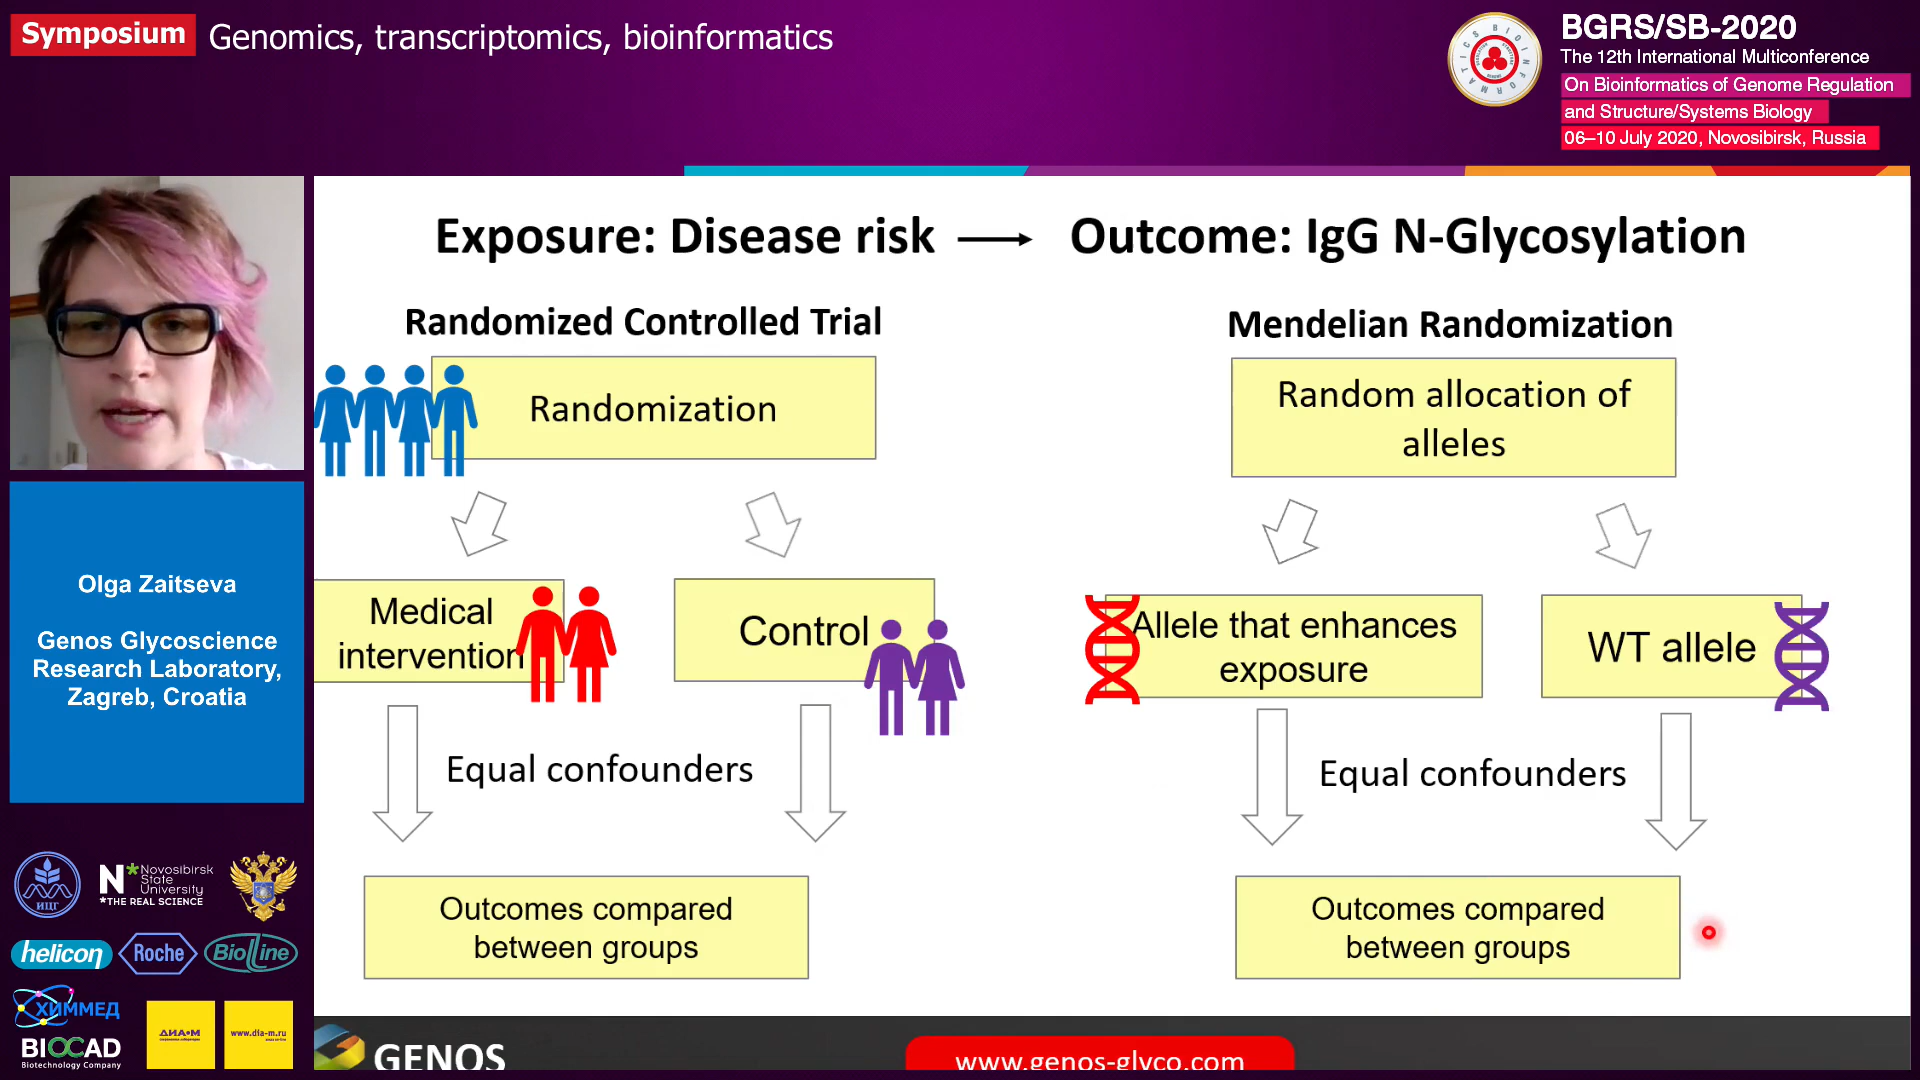 Symposium
Genomics, transcriptomics, bioinformatics
BGRS/SB-2020
The 12th International Multiconference
On Bioinformatics of Genome Regulation
and Structure/Systems Biology
06–10 July 2020, Novosibirsk, Russia
BIOINFORMATICS
Exposure: Disease risk → Outcome: IgG N-Glycosylation
Randomized Controlled Trial
Randomization
Medical
intervention
Control
Equal confounders
Outcomes compared
between groups
Mendelian Randomization
Random allocation of
alleles
Allele that enhances
exposure
WT allele
Equal confounders
Outcomes compared
between groups
Olga Zaitseva
Genos Glycoscience
Research Laboratory,
Zagreb, Croatia
ИЦГ
N*
Novosibirsk
State
University
*THE REAL SCIENCE
helicon
Roche
BioLine
ХИММЕД
BIOCAD
Biotechnology Company
ДИА•М
www.dia-m.ru
GENOS
www.genos-glyco.com